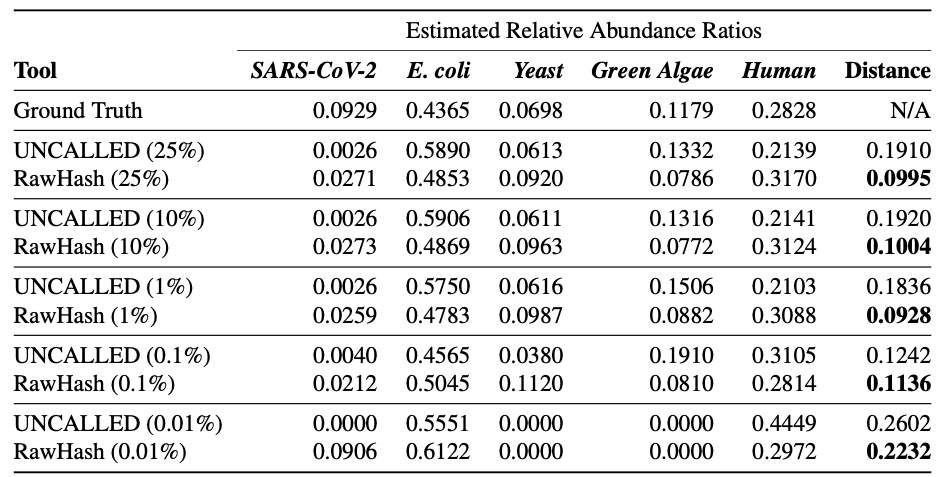 Estimated Relative Abundance Ratios
Tool SARS-CoV-2 E. coli Yeast Green Algae Human Distance
Ground Truth 0.0929 0.4365 0.0698 0.1179 0.2828 N/A
UNCALLED (25%) 0.0026 0.5890 0.0613 0.1332 0.2139 0.1910
RawHash (25%) 0.0271 0.4853 0.0920 0.0786 0.3170 0.0995
UNCALLED (10%) 0.0026 0.5906 0.0611 0.1316 0.2141 0.1920
RawHash (10%) 0.0273 0.4869 0.0963 0.0772 0.3124 0.1004
UNCALLED (1%) 0.0026 0.5750 0.0616 0.1506 0.2103 0.1836
RawHash (1%) 0.0259 0.4783 0.0987 0.0882 0.3088 0.0928
UNCALLED (0.1%) 0.0040 0.4565 0.0380 0.1910 0.3105 0.1242
RawHash (0.1%) 0.0212 0.5045 0.1120 0.0810 0.2814 0.1136
UNCALLED (0.01%) 0.0000 0.5551 0.0000 0.0000 0.4449 0.2602
RawHash (0.01%) 0.0906 0.6122 0.0000 0.0000 0.2972 0.2232